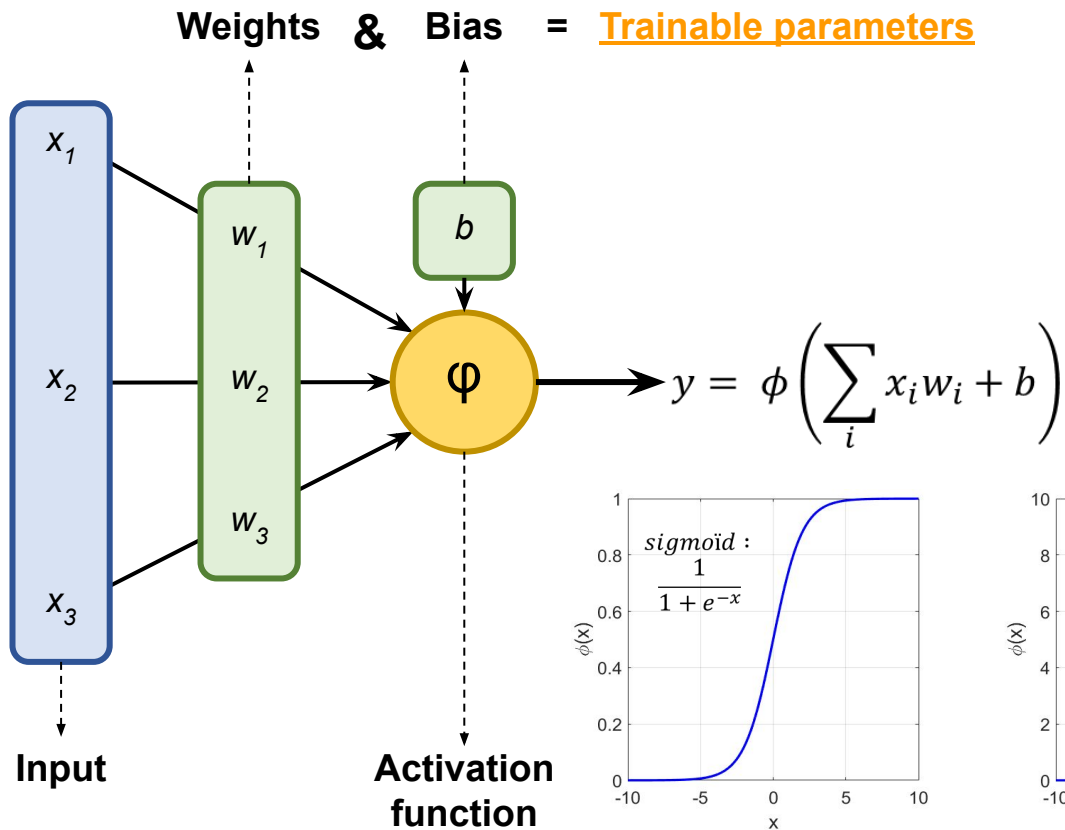 Weights & Bias = Trainable parameters
x₁
x₂
x₃
w₁
w₂
w₃
b
φ
y = ϕ(∑ᵢ xᵢwᵢ + b)
Input
Activation
function
sigmoïd :
1
1 + e⁻ˣ
ϕ(x)
1
0.8
0.6
0.4
0.2
0
-10 -5 0 5 10
x
ϕ(x)
10
8
6
4
2
0
-10